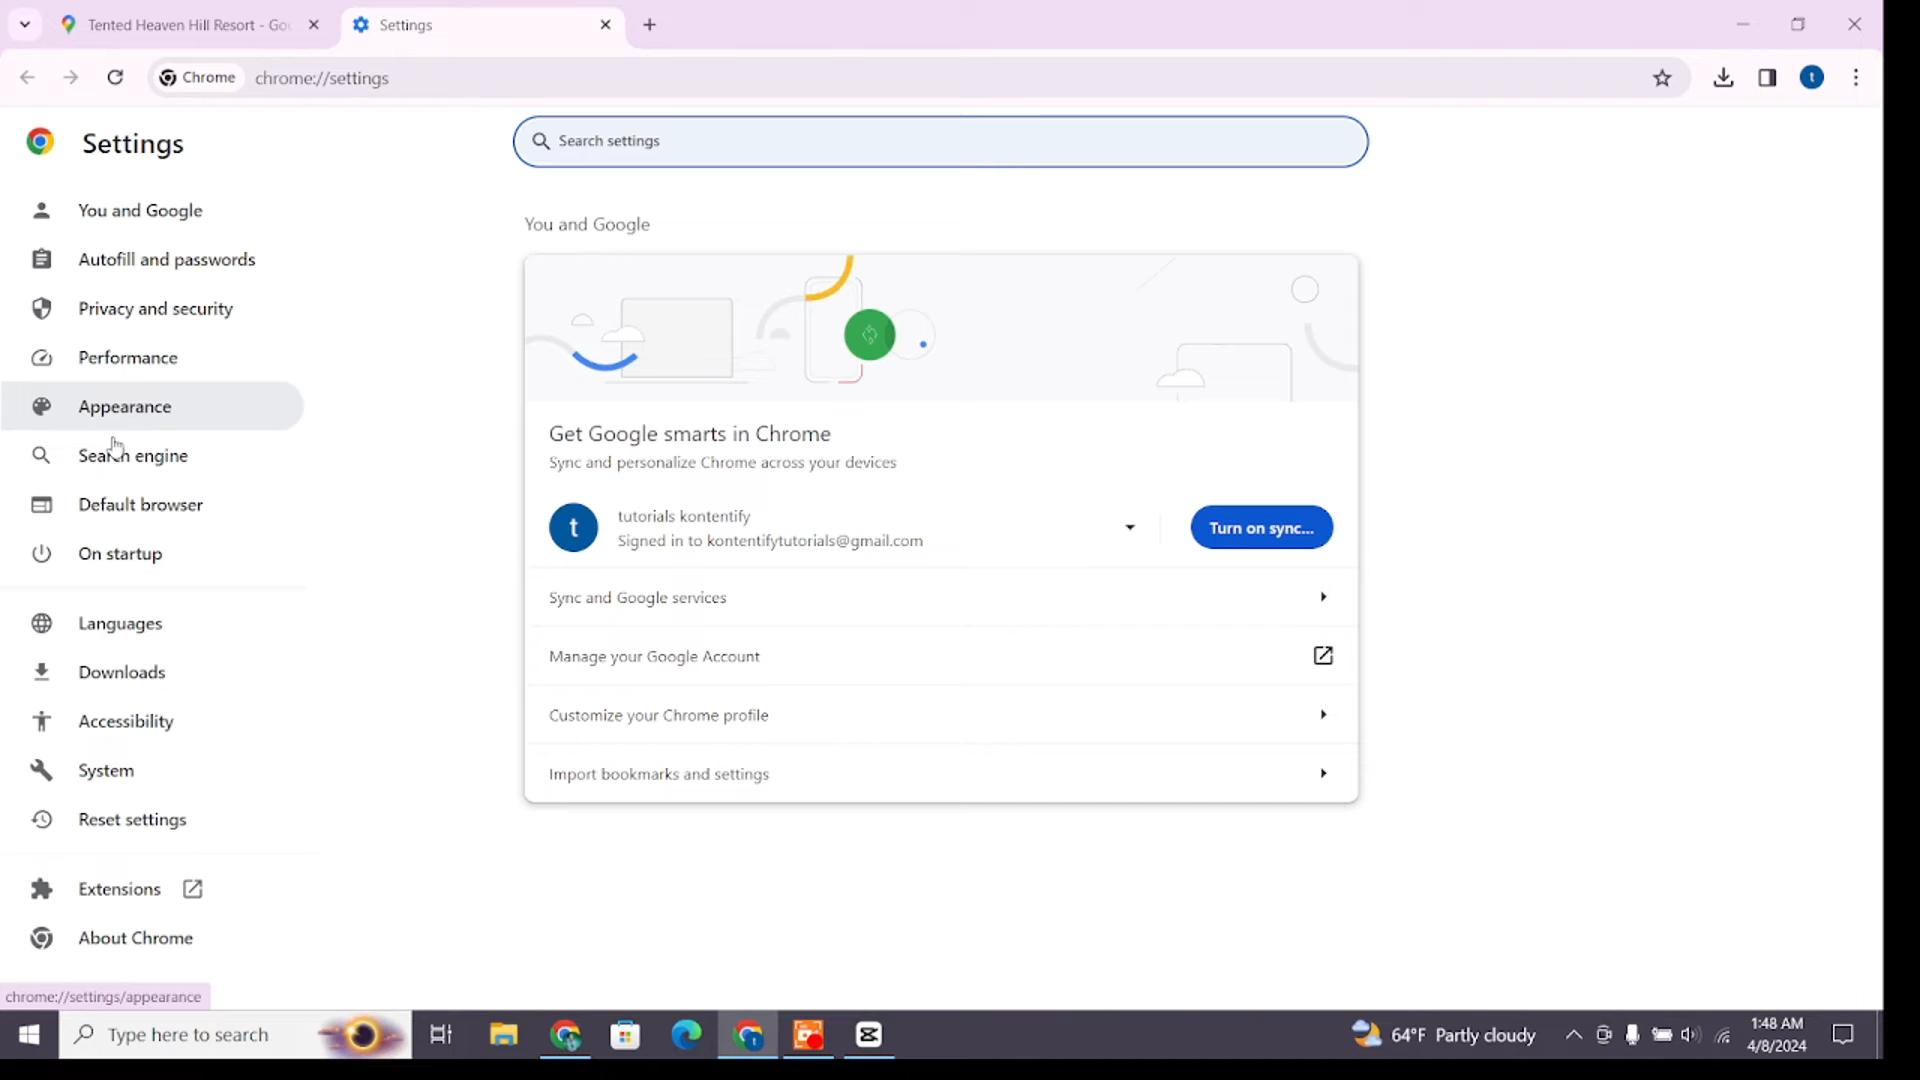 Tented Heaven Hill Resort - Goo
Settings
Chrome
chrome://settings
t
Settings
Search settings
You and Google
Autofill and passwords
Privacy and security
Performance
Appearance
Search engine
Default browser
On startup
Languages
Downloads
Accessibility
System
Reset settings
Extensions
About Chrome
You and Google
Get Google smarts in Chrome
Sync and personalize Chrome across your devices
t
tutorials kontentify
Signed in to kontentifytutorials@gmail.com
Turn on sync...
Sync and Google services
Manage your Google Account
Customize your Chrome profile
Import bookmarks and settings
chrome://settings/appearance
Type here to search
64°F Partly cloudy
1:48 AM
4/8/2024